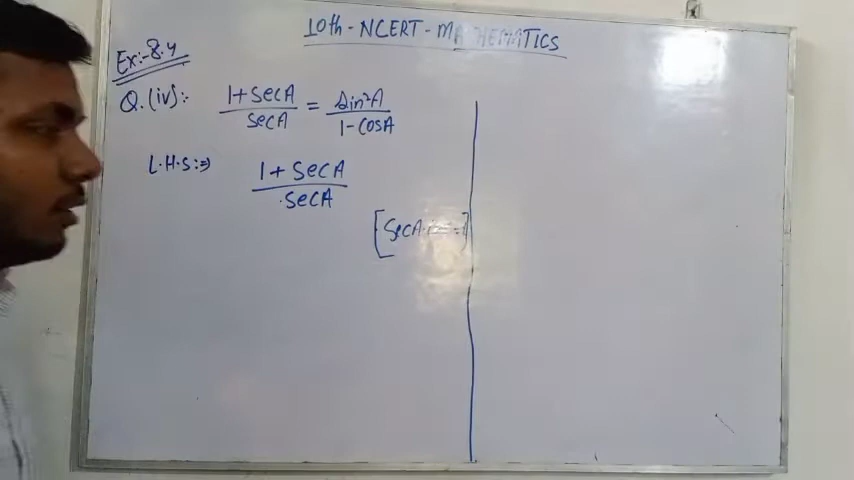 10th - NCERT - MATHEMATICS
Ex:- 8.4
Q. (iv):- 1+SecA / SecA = Sin²A / 1-CosA
L.H.S:=> 1 + SecA / SecA
[SecA